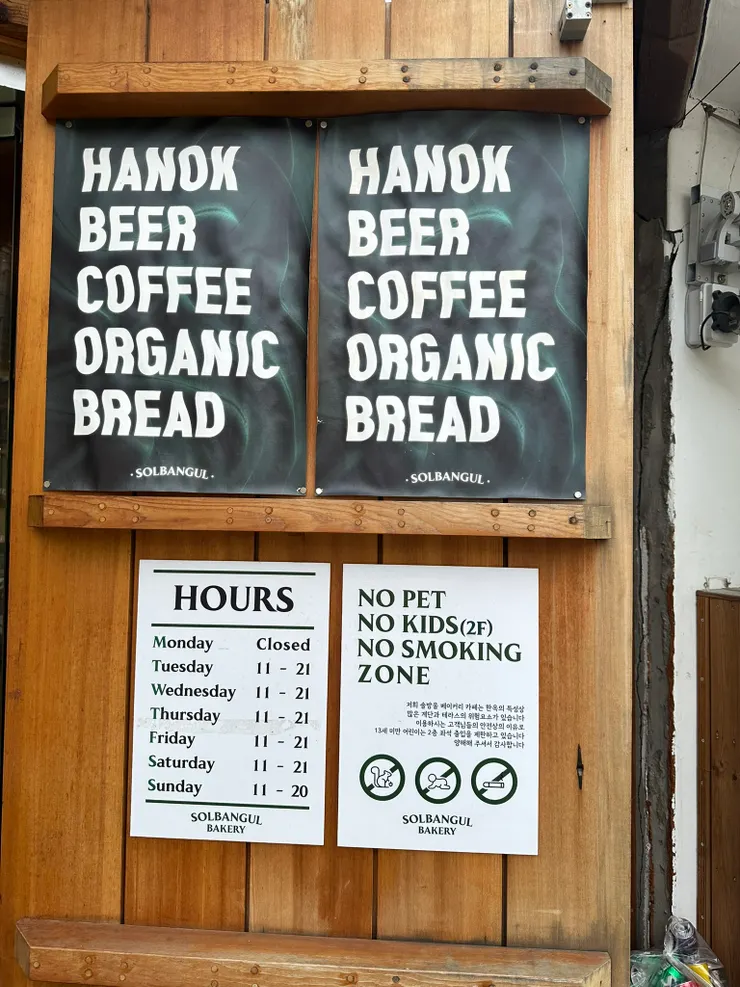 HANOK
BEER
COFFEE
ORGANIC
BREAD
· SOLBANGUL ·
HANOK
BEER
COFFEE
ORGANIC
BREAD
· SOLBANGUL ·
HOURS
Monday Closed
Tuesday 11 - 21
Wednesday 11 - 21
Thursday 11 - 21
Friday 11 - 21
Saturday 11 - 21
Sunday 11 - 20
SOLBANGUL
BAKERY
NO PET
NO KIDS(2F)
NO SMOKING
ZONE
저희 솔방울 베이커리 카페는 한옥의 특성상
많은 계단과 테라스의 위험요소가 있습니다
이용하시는 고객님들의 안전상의 이유로
13세 미만 어린이는 2층 좌석 출입을 제한하고 있습니다
양해해 주셔서 감사합니다
SOLBANGUL
BAKERY